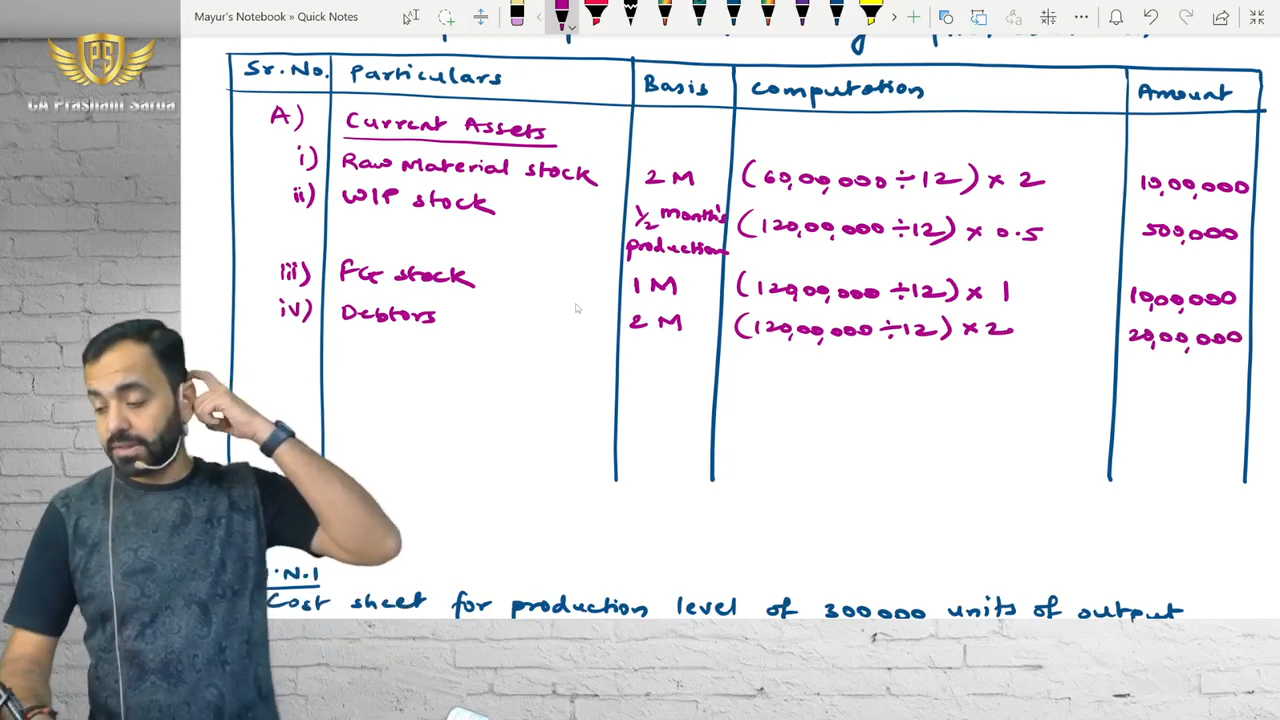 Mayur's Notebook » Quick Notes
PS
CA Prashant Sarda
Sr.No. Particulars Basis Computation Amount
A) Current Assets
i) Raw Material stock 2 M (60,00,000 ÷ 12) × 2 10,00,000
ii) WIP stock 1/2 month's production (120,00,000 ÷ 12) × 0.5 500,000
iii) FG stock 1 M (120,00,000 ÷ 12) × 1 10,00,000
iv) Debtors 2 M (120,00,000 ÷ 12) × 2 20,00,000
.N.1
Cost sheet for production level of 300000 units of output